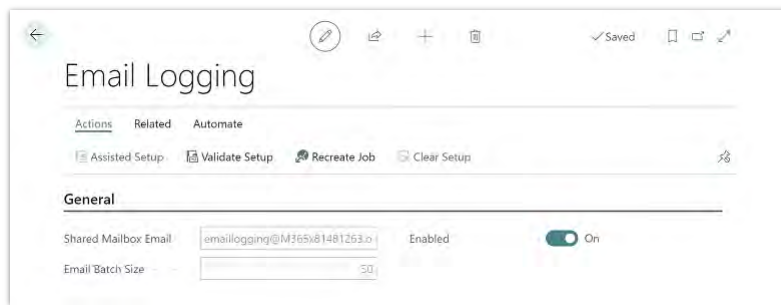 Saved
Email Logging
Actions Related Automate
Assisted Setup Validate Setup Recreate Job Clear Setup
General
Shared Mailbox Email emaillogging@M365x81481263.o Enabled On
Email Batch Size 50